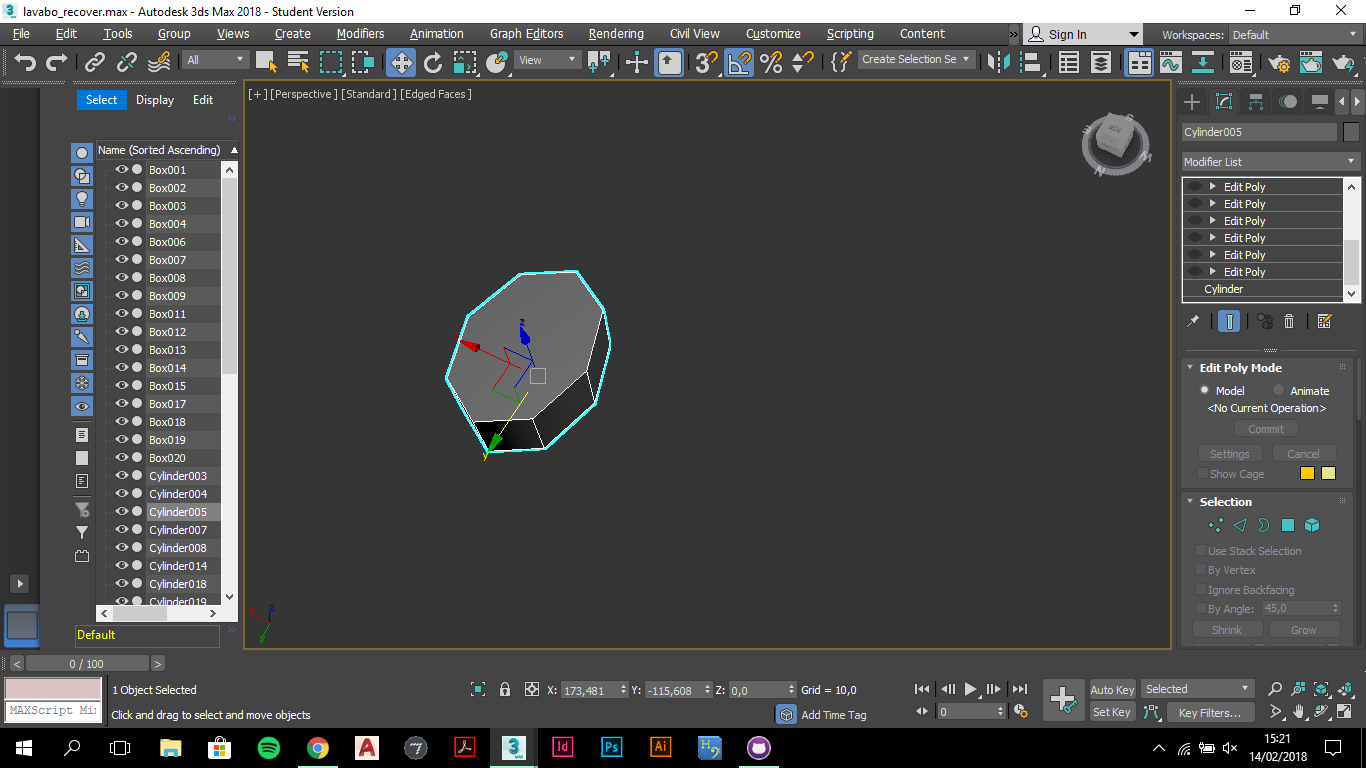 lavabo_recover.max - Autodesk 3ds Max 2018 - Student Version
File Edit Tools Group Views Create Modifiers Animation Graph Editors Rendering Civil View Customize Scripting Content » Sign In Workspaces: Default
All View Create Selection Se
Select Display Edit
[+] [Perspective] [Standard] [Edged Faces]
Name (Sorted Ascending)
Box001
Box002
Box003
Box004
Box006
Box007
Box008
Box009
Box011
Box012
Box013
Box014
Box015
Box017
Box018
Box019
Box020
Cylinder003
Cylinder004
Cylinder005
Cylinder007
Cylinder008
Cylinder014
Cylinder018
Cylinder019
Default
z
y
TOP
S
E
M
N
z
Cylinder005
Modifier List
Edit Poly
Edit Poly
Edit Poly
Edit Poly
Edit Poly
Edit Poly
Cylinder
Edit Poly Mode
Model Animate
<No Current Operation>
Commit
Settings Cancel
Show Cage
Selection
Use Stack Selection
By Vertex
Ignore Backfacing
By Angle: 45,0
Shrink Grow
< 0 / 100 >
MAXScript Mi
1 Object Selected
Click and drag to select and move objects
X: 173,481 Y: -115,608 Z: 0,0 Grid = 10,0
Add Time Tag
0
Auto Key Selected
Set Key Key Filters...
3 MAX Id Ps Ai H2
15:21
14/02/2018